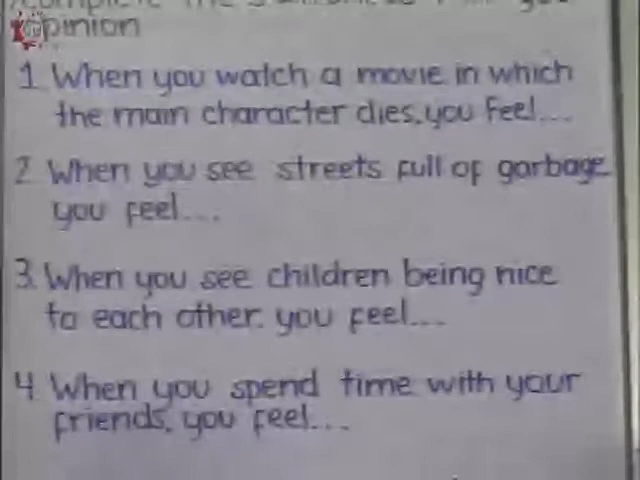 opinion
1. When you watch a movie in which
the main character dies, you feel...
2. When you see streets full of garbage
you feel...
3. When you see children being nice
to each other. you feel...
4. When you spend time with your
friends, you feel...